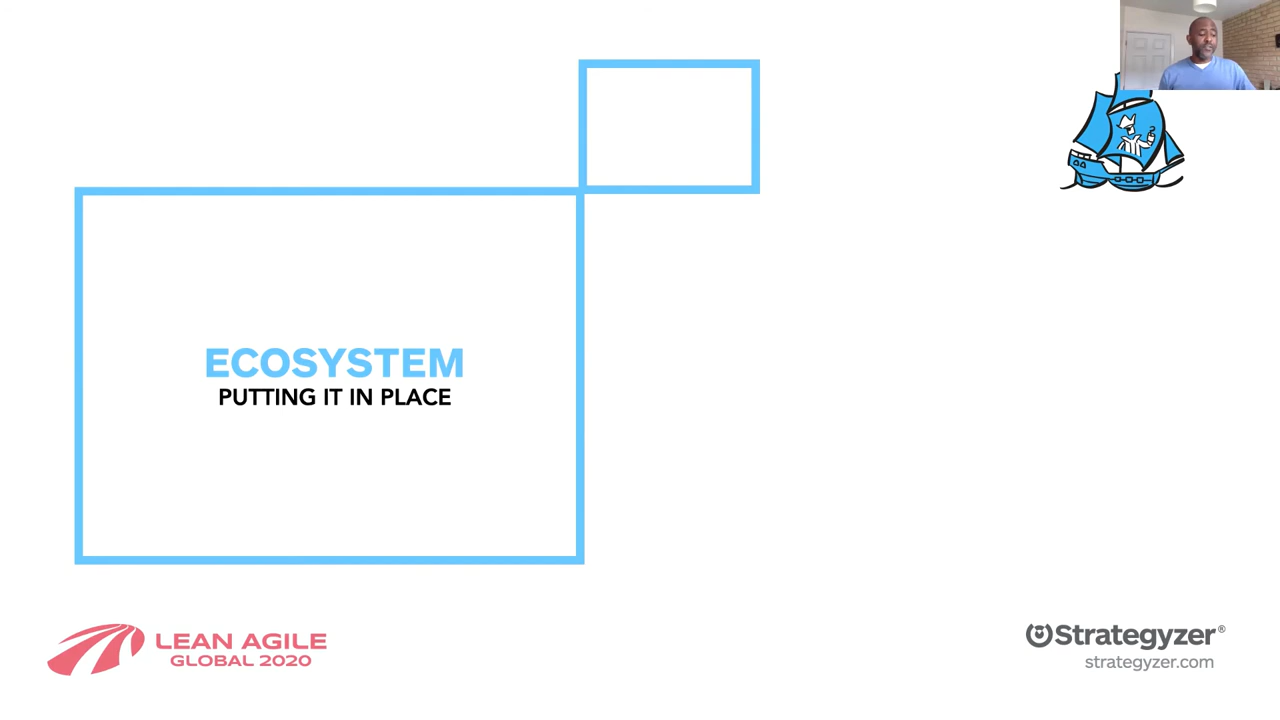 ECOSYSTEM
PUTTING IT IN PLACE
LEAN AGILE
GLOBAL 2020
Strategyzer®
strategyzer.com